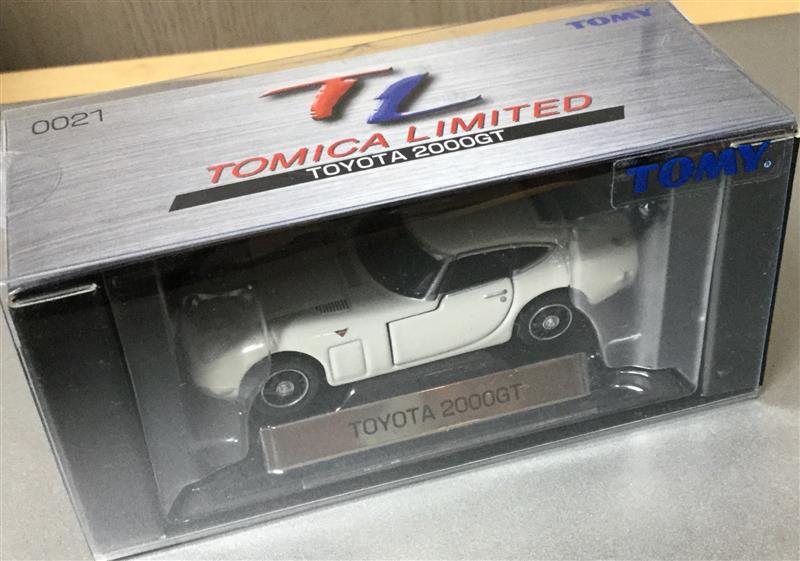 TOMY
0021
TL
TOMICA LIMITED
TOYOTA 2000GT
TOMY®
TOYOTA 2000GT